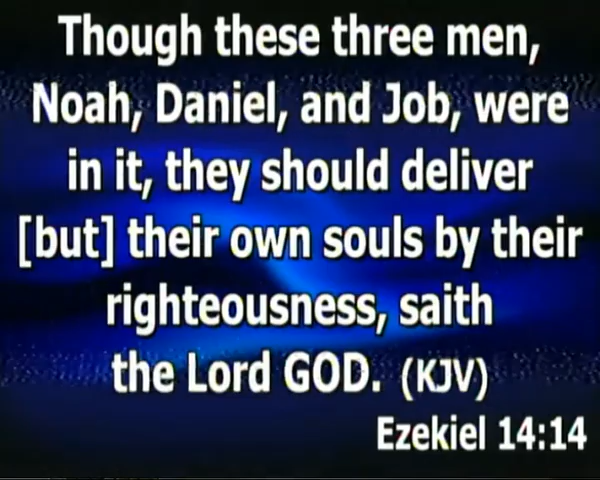 Though these three men,
Noah, Daniel, and Job, were
in it, they should deliver
[but] their own souls by their
righteousness, saith
the Lord GOD. (KJV)
Ezekiel 14:14